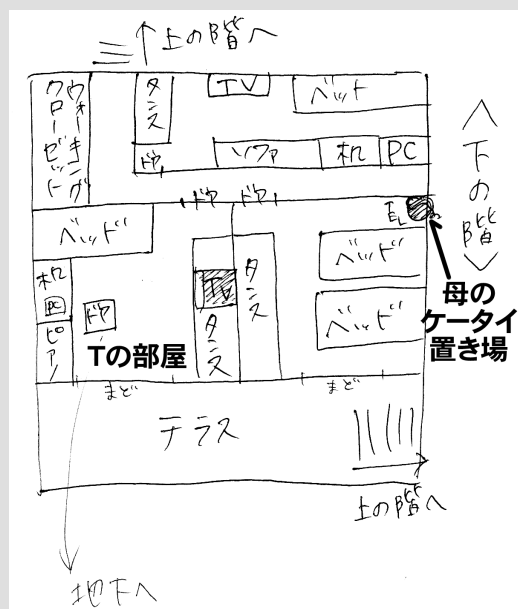 上の階へ
ウォーキング
クローゼット
タンス
ドア
TV
ベット
ソファ
机
PC
<下の階>
ドア
ドア
ベッド
机
PC
ピアノ
ドア
Tの部屋
TV
タンス
タンス
ベッド
ベッド
母の
ケータイ
置き場
まど
まど
テラス
上の階へ
地下へ